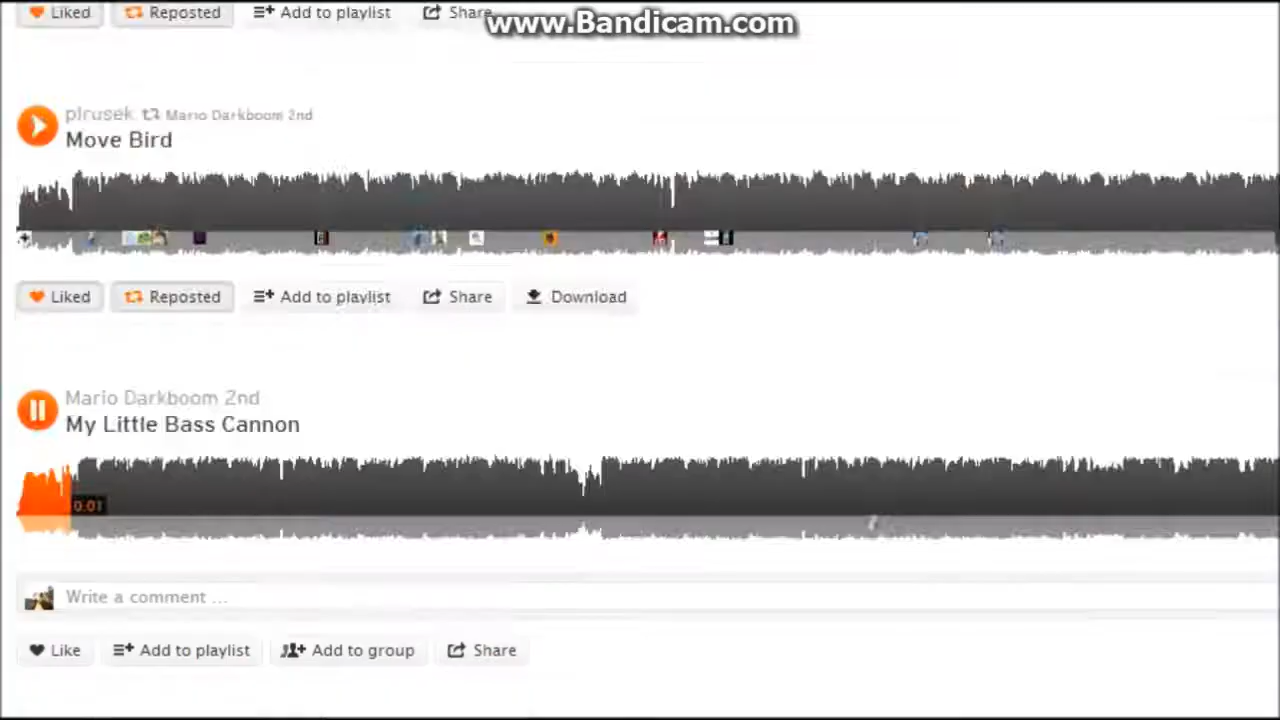 Liked Reposted Add to playlist Share
www.Bandicam.com
plrusek Mario Darkboom 2nd
Move Bird
Liked Reposted Add to playlist Share Download
Mario Darkboom 2nd
My Little Bass Cannon
0.01
Write a comment ...
Like Add to playlist Add to group Share